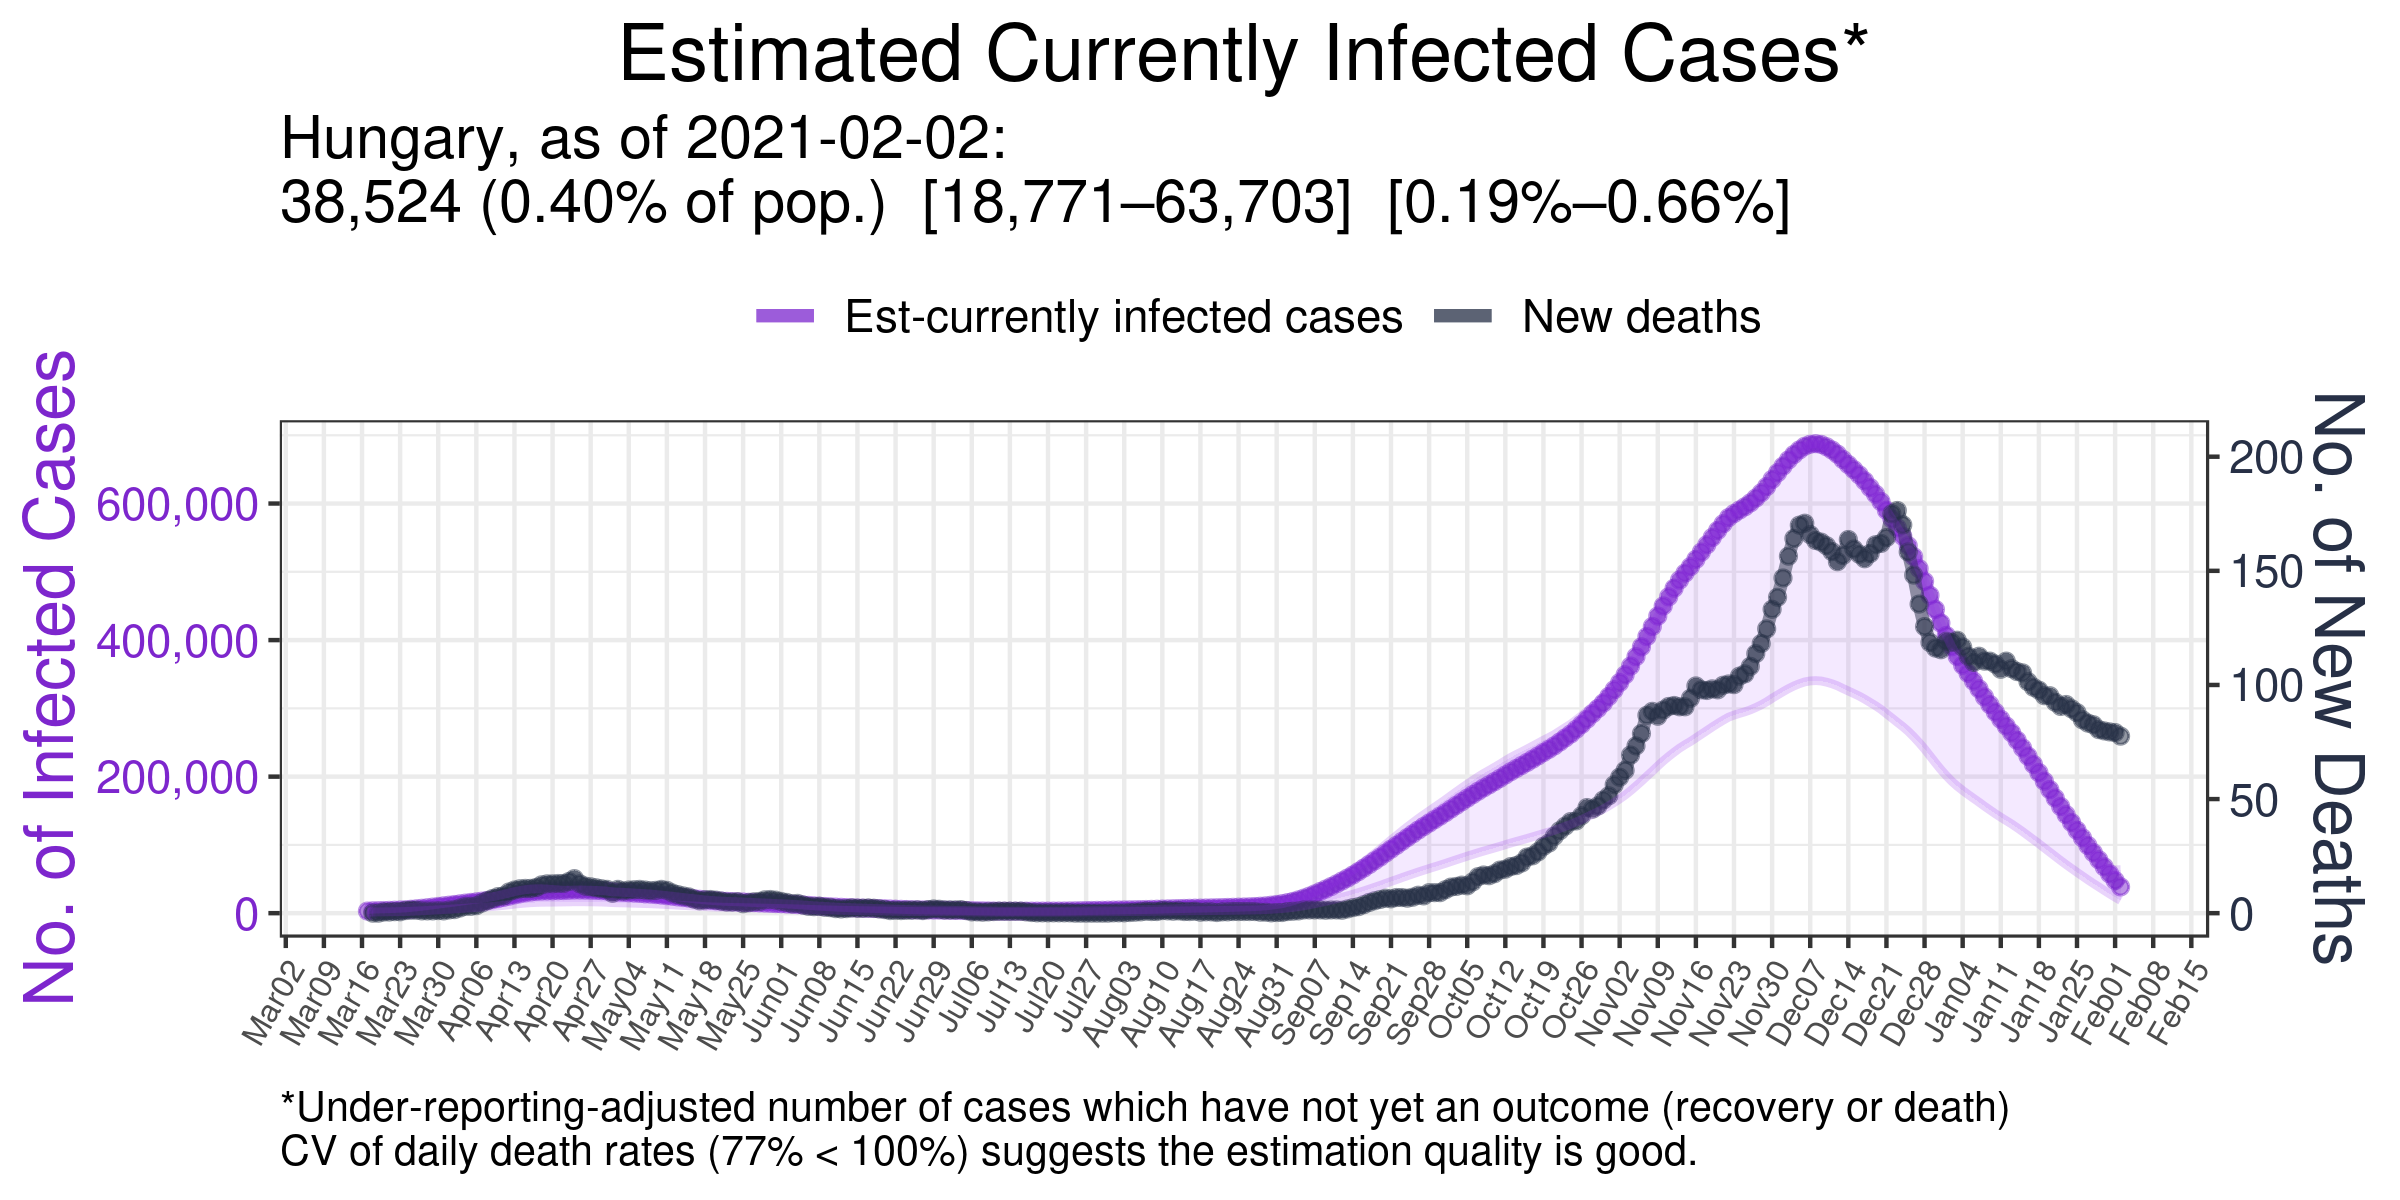 Estimated Currently Infected Cases*
Hungary, as of 2021-02-02:
38,524 (0.40% of pop.)  [18,771–63,703]  [0.19%–0.66%]
Est-currently infected cases
New deaths
No. of Infected Cases
600,000
400,000
200,000
0
No. of New Deaths
200
150
100
50
0
Mar02
Mar09
Mar16
Mar23
Mar30
Apr06
Apr13
Apr20
Apr27
May04
May11
May18
May25
Jun01
Jun08
Jun15
Jun22
Jun29
Jul06
Jul13
Jul20
Jul27
Aug03
Aug10
Aug17
Aug24
Aug31
Sep07
Sep14
Sep21
Sep28
Oct05
Oct12
Oct19
Oct26
Nov02
Nov09
Nov16
Nov23
Nov30
Dec07
Dec14
Dec21
Dec28
Jan04
Jan11
Jan18
Jan25
Feb01
Feb08
Feb15
*Under-reporting-adjusted number of cases which have not yet an outcome (recovery or death)
CV of daily death rates (77% < 100%) suggests the estimation quality is good.